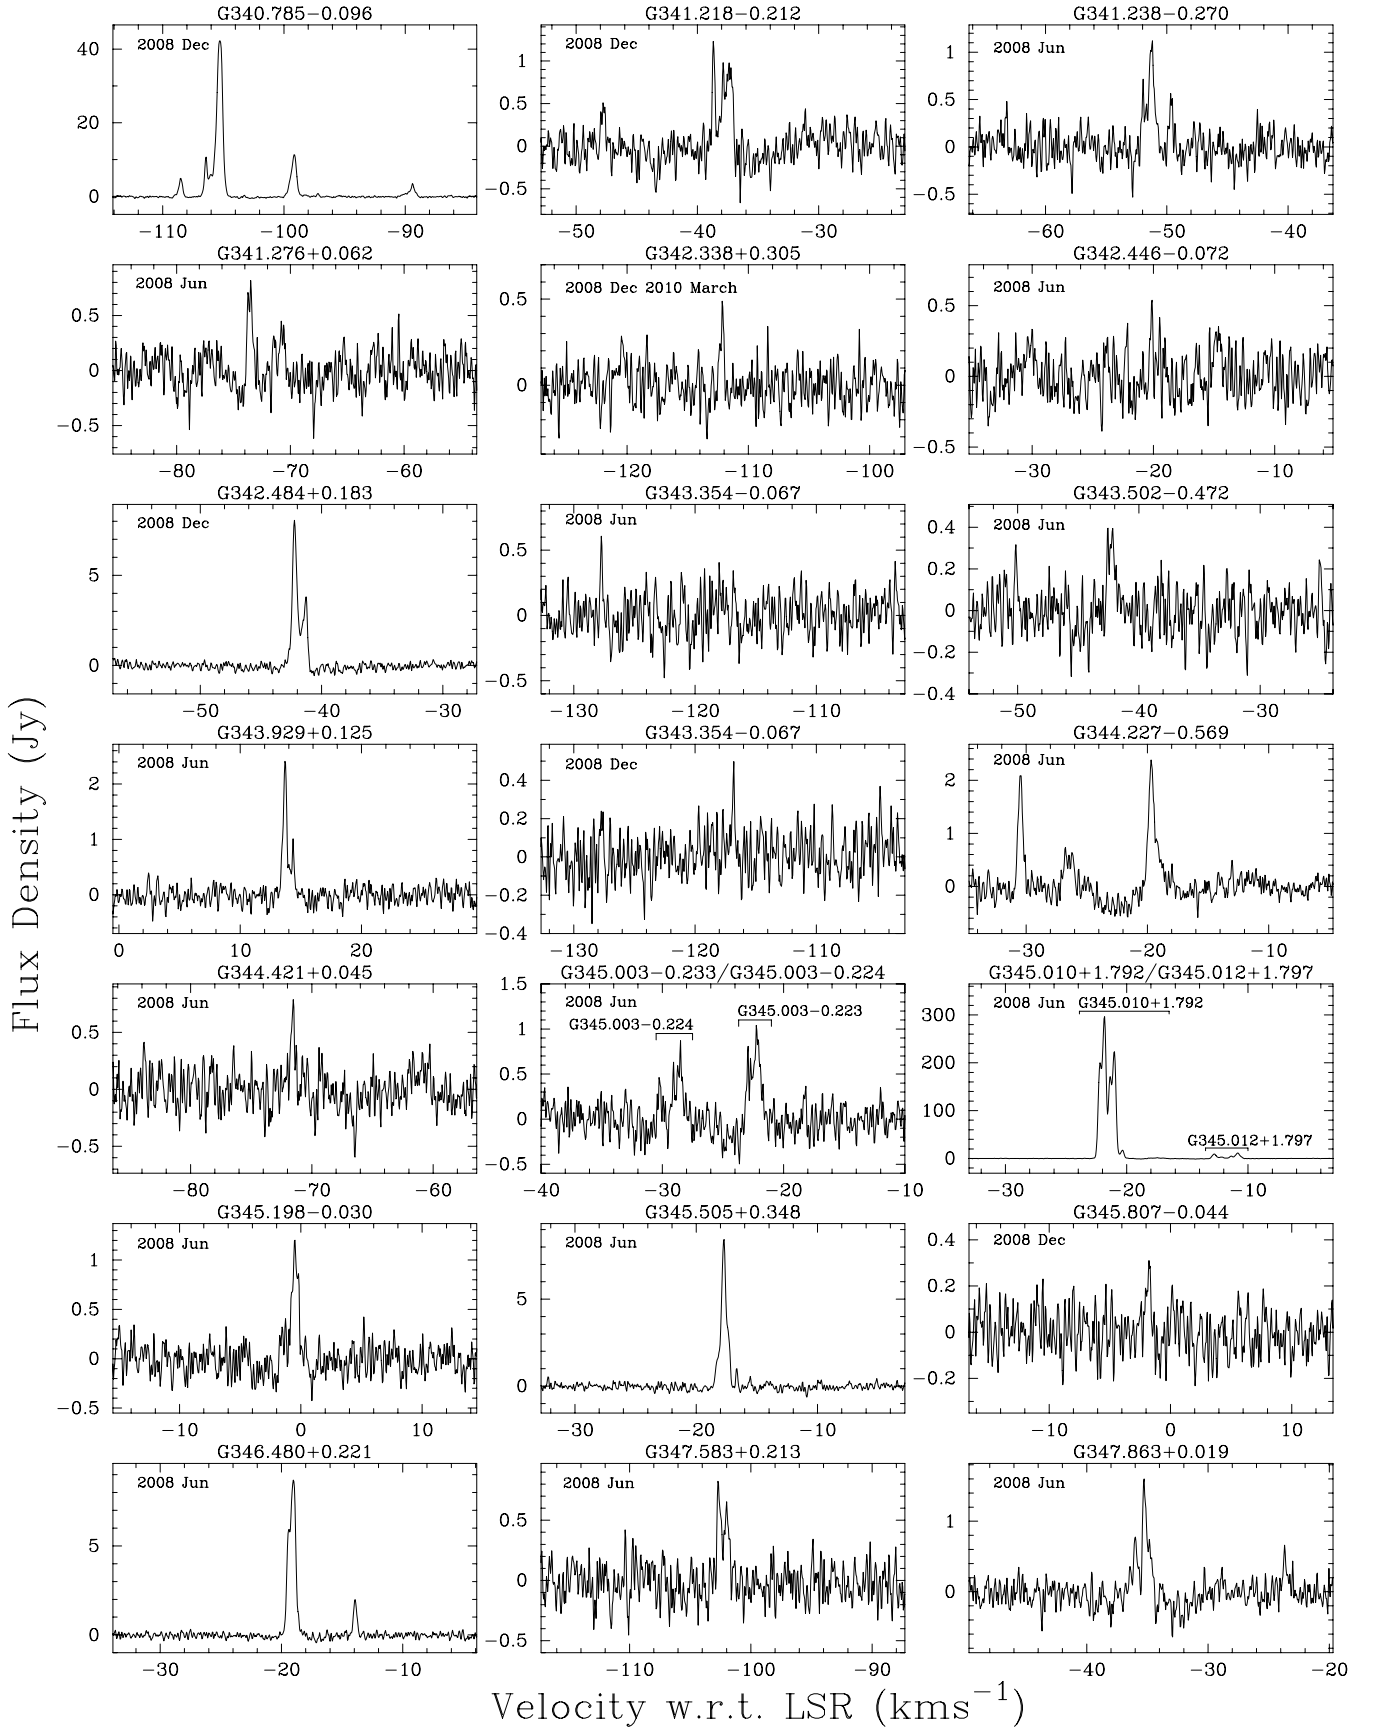 G340.785−0.096
G341.218−0.212
G341.238−0.270
2008 Dec
2008 Dec
2008 Jun
40
20
0
1
0.5
0
−0.5
1
0.5
0
−0.5
−110 −100 −90
−50 −40 −30
−60 −50 −40
G341.276+0.062
G342.338+0.305
G342.446−0.072
2008 Jun
2008 Dec 2010 March
2008 Jun
0.5
0
−0.5
0.5
0
0.5
0
−0.5
−80 −70 −60
−120 −110 −100
−30 −20 −10
G342.484+0.183
G343.354−0.067
G343.502−0.472
2008 Dec
2008 Jun
2008 Jun
5
0
0.5
0
−0.5
0.4
0.2
0
−0.2
−0.4
−50 −40 −30
−130 −120 −110
−50 −40 −30
G343.929+0.125
G343.354−0.067
G344.227−0.569
2008 Jun
2008 Dec
2008 Jun
2
1
0
0.4
0.2
0
−0.2
−0.4
2
1
0
0 10 20
−130 −120 −110
−30 −20 −10
G344.421+0.045
G345.003−0.233/G345.003−0.224
G345.010+1.792/G345.012+1.797
2008 Jun
2008 Jun
G345.003−0.224
G345.003−0.223
2008 Jun
G345.010+1.792
G345.012+1.797
0.5
0
−0.5
1.5
1
0.5
0
−0.5
300
200
100
0
−80 −70 −60
−40 −30 −20 −10
−30 −20 −10
G345.198−0.030
G345.505+0.348
G345.807−0.044
2008 Jun
2008 Jun
2008 Dec
1
0.5
0
−0.5
5
0
0.4
0.2
0
−0.2
−10 0 10
−30 −20 −10
−10 0 10
G346.480+0.221
G347.583+0.213
G347.863+0.019
2008 Jun
2008 Jun
2008 Jun
5
0
0.5
0
−0.5
1
0
−30 −20 −10
−110 −100 −90
−40 −30 −20
Flux Density (Jy)
Velocity w.r.t. LSR (kms−1)